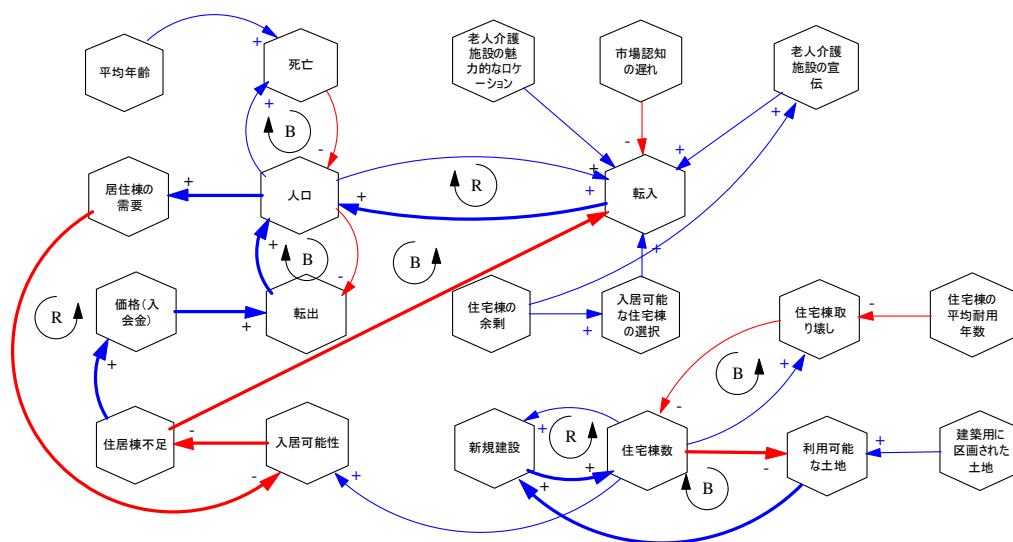 平均年齢
死亡
老人介護
施設の魅
力的なロケ
ーション
市場認知
の遅れ
老人介護
施設の宣
伝
+
+
+
+
-
B
-
+
+
居住棟の
需要
+
人口
R
+
+
転入
+
B
B
-
+
R
価格（入
会金）
+
転出
住宅棟の
余剰
+
入居可能
な住宅棟
の選択
住宅棟取
り壊し
-
住宅棟の
平均耐用
年数
+
B
+
-
住居棟不足
-
入居可能性
-
+
新規建設
+
R
+
+
住宅棟数
-
B
利用可能
な土地
+
建築用に
区画された
土地